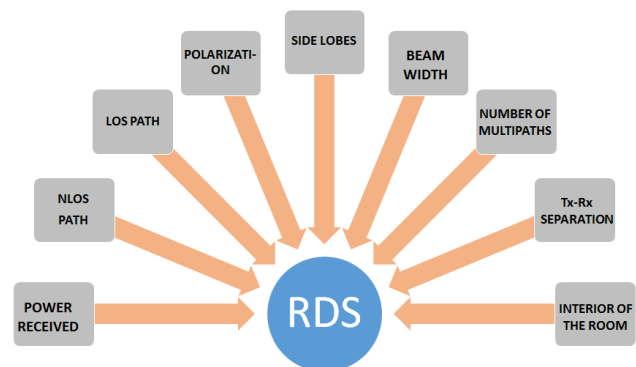 SIDE LOBES
POLARIZATI-
ON
BEAM
WIDTH
LOS PATH
NUMBER OF
MULTIPATHS
NLOS
PATH
Tx-Rx
SEPARATION
POWER
RECEIVED
RDS
INTERIOR OF
THE ROOM